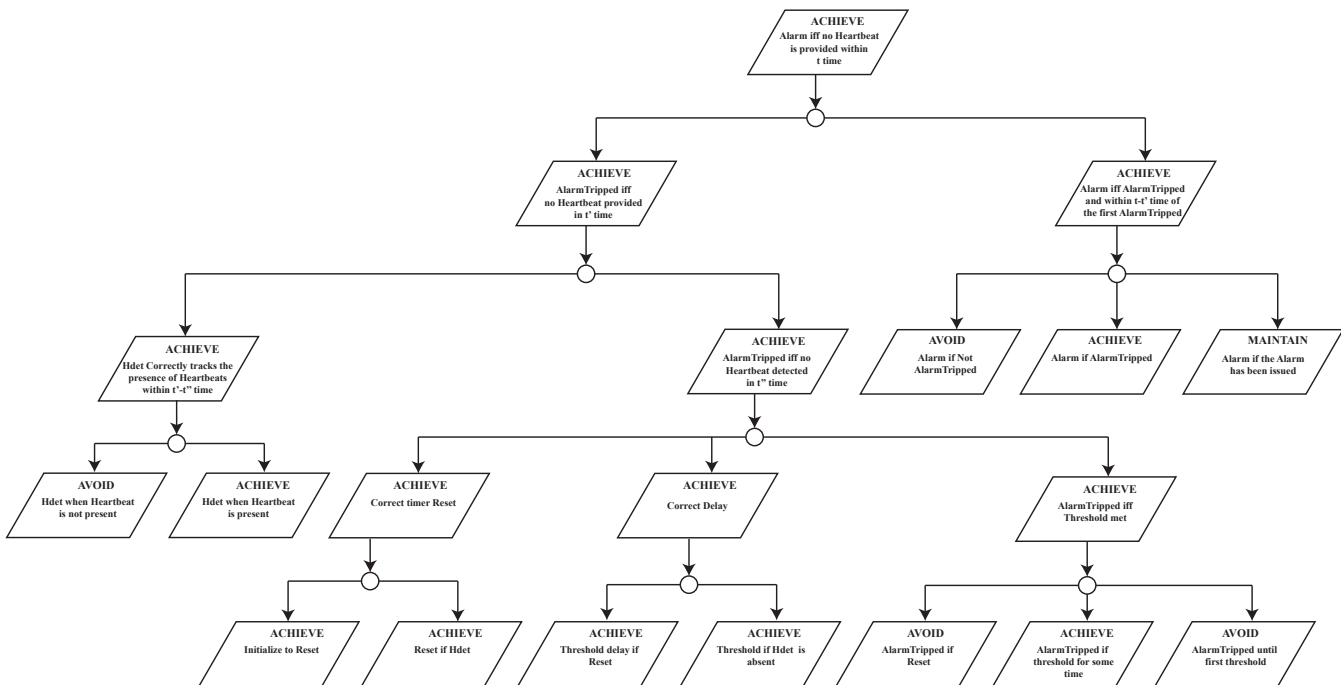 ACHIEVE
Alarm iff no Heartbeat
is provided within
t time
ACHIEVE
AlarmTripped iff
no Heartbeat provided
in t' time
ACHIEVE
Alarm iff AlarmTripped
and within t-t' time of
the first AlarmTripped
ACHIEVE
Hdet Correctly tracks the
presence of Heartbeats
within t'-t" time
ACHIEVE
AlarmTripped iff no
Heartbeat detected
in t" time
AVOID
Alarm if Not
AlarmTripped
ACHIEVE
Alarm if AlarmTripped
MAINTAIN
Alarm if the Alarm
has been issued
AVOID
Hdet when Heartbeat
is not present
ACHIEVE
Hdet when Heartbeat
is present
ACHIEVE
Correct timer Reset
ACHIEVE
Correct Delay
ACHIEVE
AlarmTripped iff
Threshold met
ACHIEVE
Initialize to Reset
ACHIEVE
Reset if Hdet
ACHIEVE
Threshold delay if
Reset
ACHIEVE
Threshold if Hdet is
absent
AVOID
AlarmTripped if
Reset
ACHIEVE
AlarmTripped if
threshold for some
time
AVOID
AlarmTripped until
first threshold